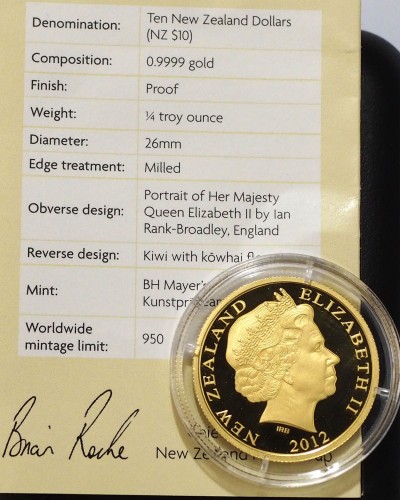 Denomination: Ten New Zealand Dollars
(NZ $10)
Composition: 0.9999 gold
Finish: Proof
Weight: ¼ troy ounce
Diameter: 26mm
Edge treatment: Milled
Obverse design: Portrait of Her Majesty
Queen Elizabeth II by Ian
Rank-Broadley, England
Reverse design: Kiwi with kōwhai
Mint: BH Mayer's
Worldwide
mintage limit: 950
NEW ZEALAND ELIZABETH II
IRB
2012
Brian Roche
New Zealand